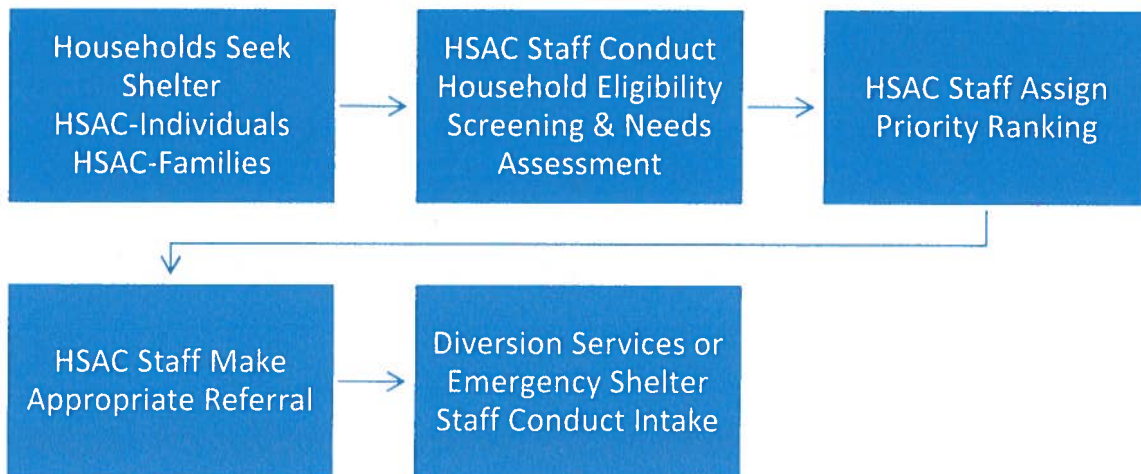 Households Seek
Shelter
HSAC-Individuals
HSAC-Families
HSAC Staff Conduct
Household Eligibility
Screening & Needs
Assessment
HSAC Staff Assign
Priority Ranking
HSAC Staff Make
Appropriate Referral
Diversion Services or
Emergency Shelter
Staff Conduct Intake